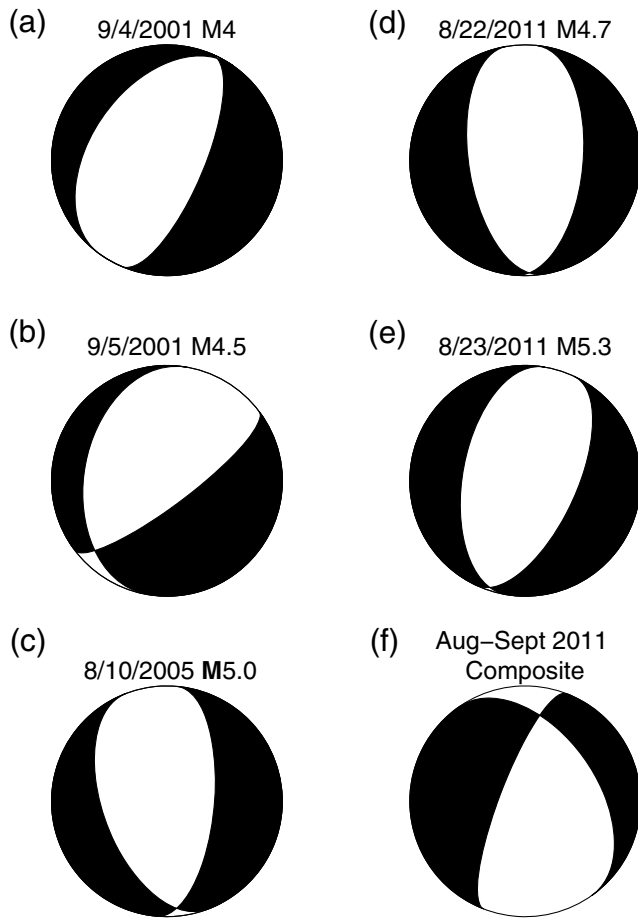 (a)
9/4/2001 M4
(b)
9/5/2001 M4.5
(c)
8/10/2005 M5.0
(d)
8/22/2011 M4.7
(e)
8/23/2011 M5.3
(f)
Aug−Sept 2011
Composite